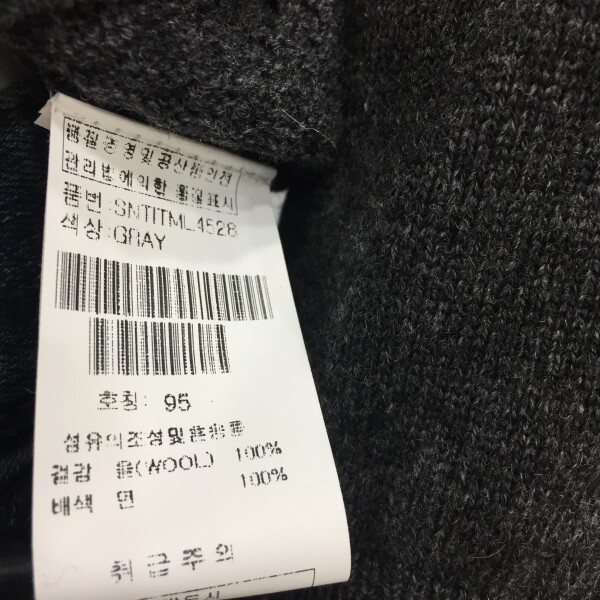 품질경영및공산품안전
관리법에의한 품질표시
품번 :SNTITML4528
색상:GRAY
호칭: 95
섬유의조성및혼용률
겉감 울(WOOL) 100%
배색 면 100%
취급주의